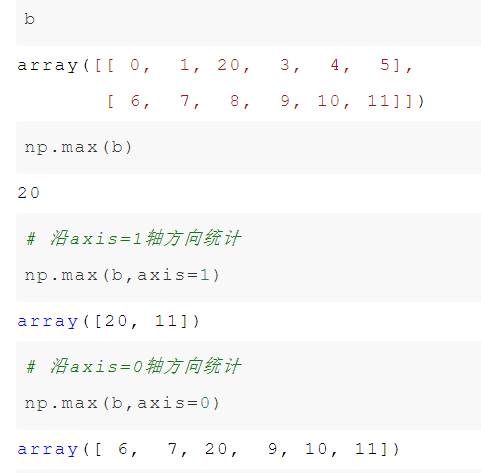 b
array([[ 0,  1, 20,  3,  4,  5],
       [ 6,  7,  8,  9, 10, 11]])
np.max(b)
20
# 沿axis=1轴方向统计
np.max(b,axis=1)
array([20, 11])
# 沿axis=0轴方向统计
np.max(b,axis=0)
array([ 6,  7, 20,  9, 10, 11])